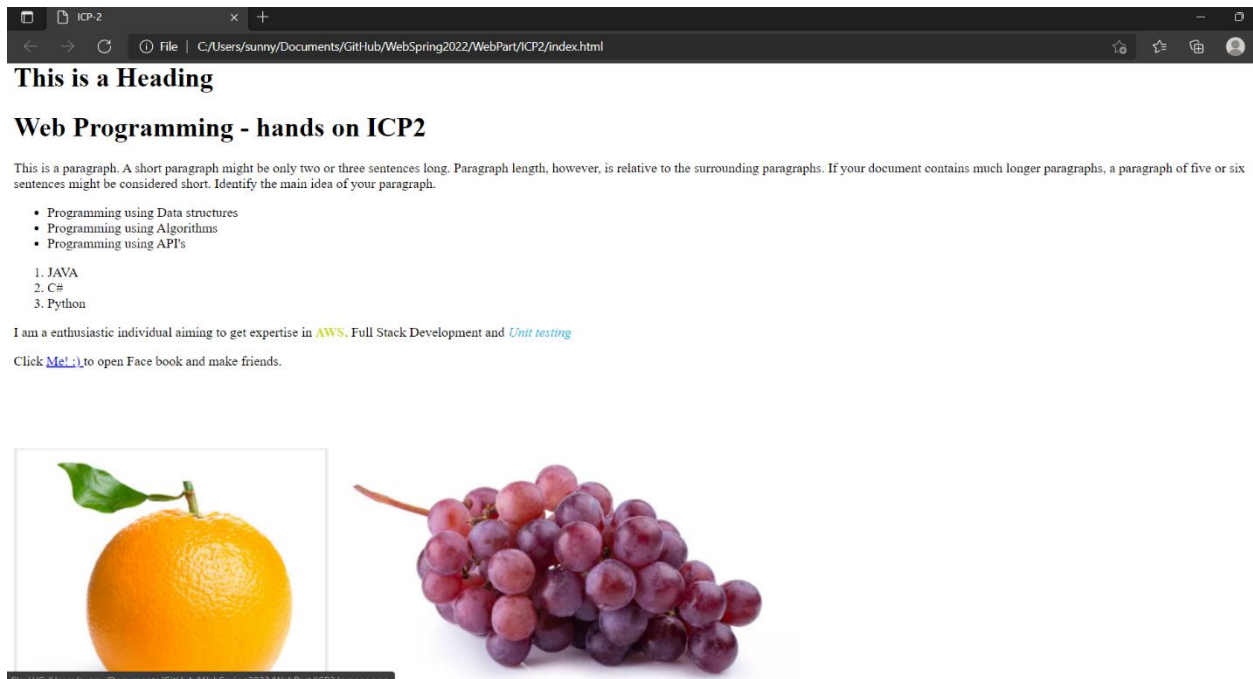 ICP-2
File | C:/Users/sunny/Documents/GitHub/WebSpring2022/WebPart/ICP2/index.html
This is a Heading
Web Programming - hands on ICP2
This is a paragraph. A short paragraph might be only two or three sentences long. Paragraph length, however, is relative to the surrounding paragraphs. If your document contains much longer paragraphs, a paragraph of five or six
sentences might be considered short. Identify the main idea of your paragraph.
• Programming using Data structures
• Programming using Algorithms
• Programming using API's
1. JAVA
2. C#
3. Python
I am a enthusiastic individual aiming to get expertise in AWS, Full Stack Development and Unit testing
Click Me! :) to open Face book and make friends.